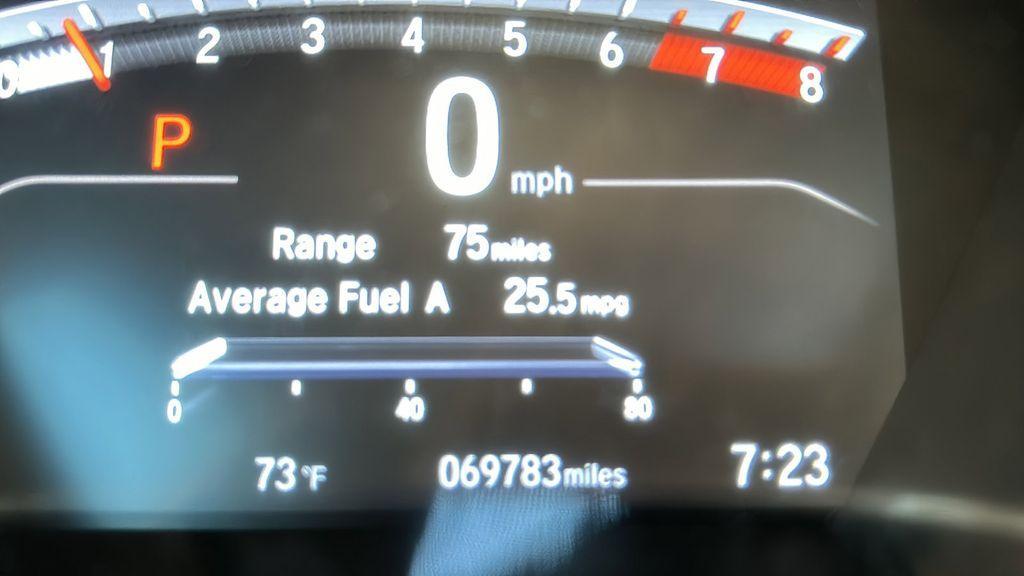 0 1 2 3 4 5 6 7 8
P
0 mph
Range 75 miles
Average Fuel A 25.5 mpg
0 40 80
73 °F 069783 miles 7:23